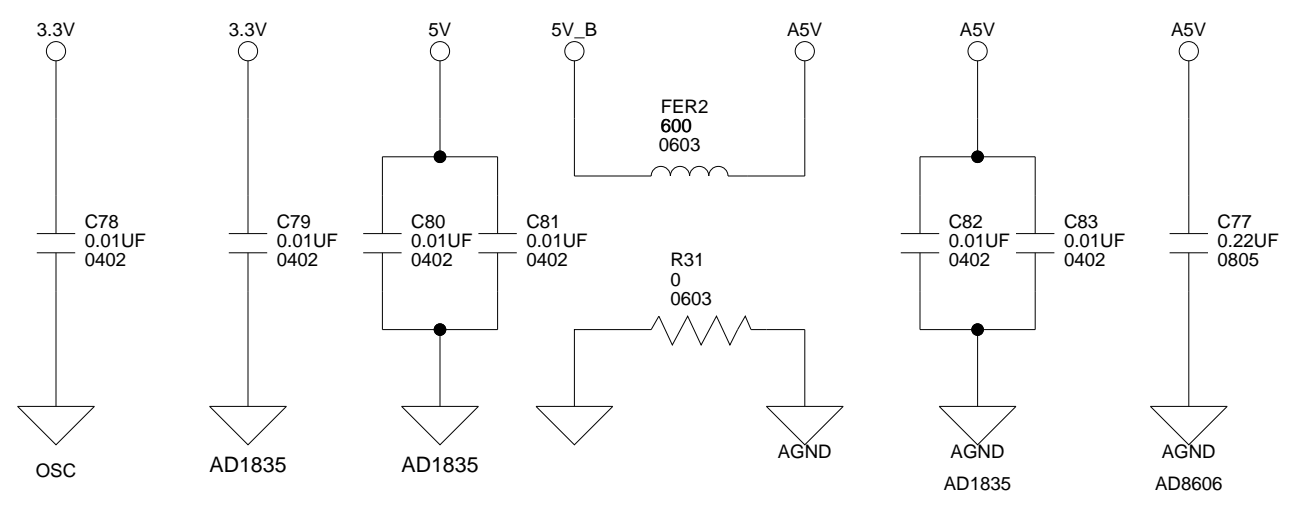 3.3V
3.3V
5V
5V_B
A5V
A5V
A5V
FER2
600
0603
C78
0.01UF
0402
C79
0.01UF
0402
C80
0.01UF
0402
C81
0.01UF
0402
R31
0
0603
C82
0.01UF
0402
C83
0.01UF
0402
C77
0.22UF
0805
OSC
AD1835
AD1835
AGND
AGND
AD1835
AGND
AD8606